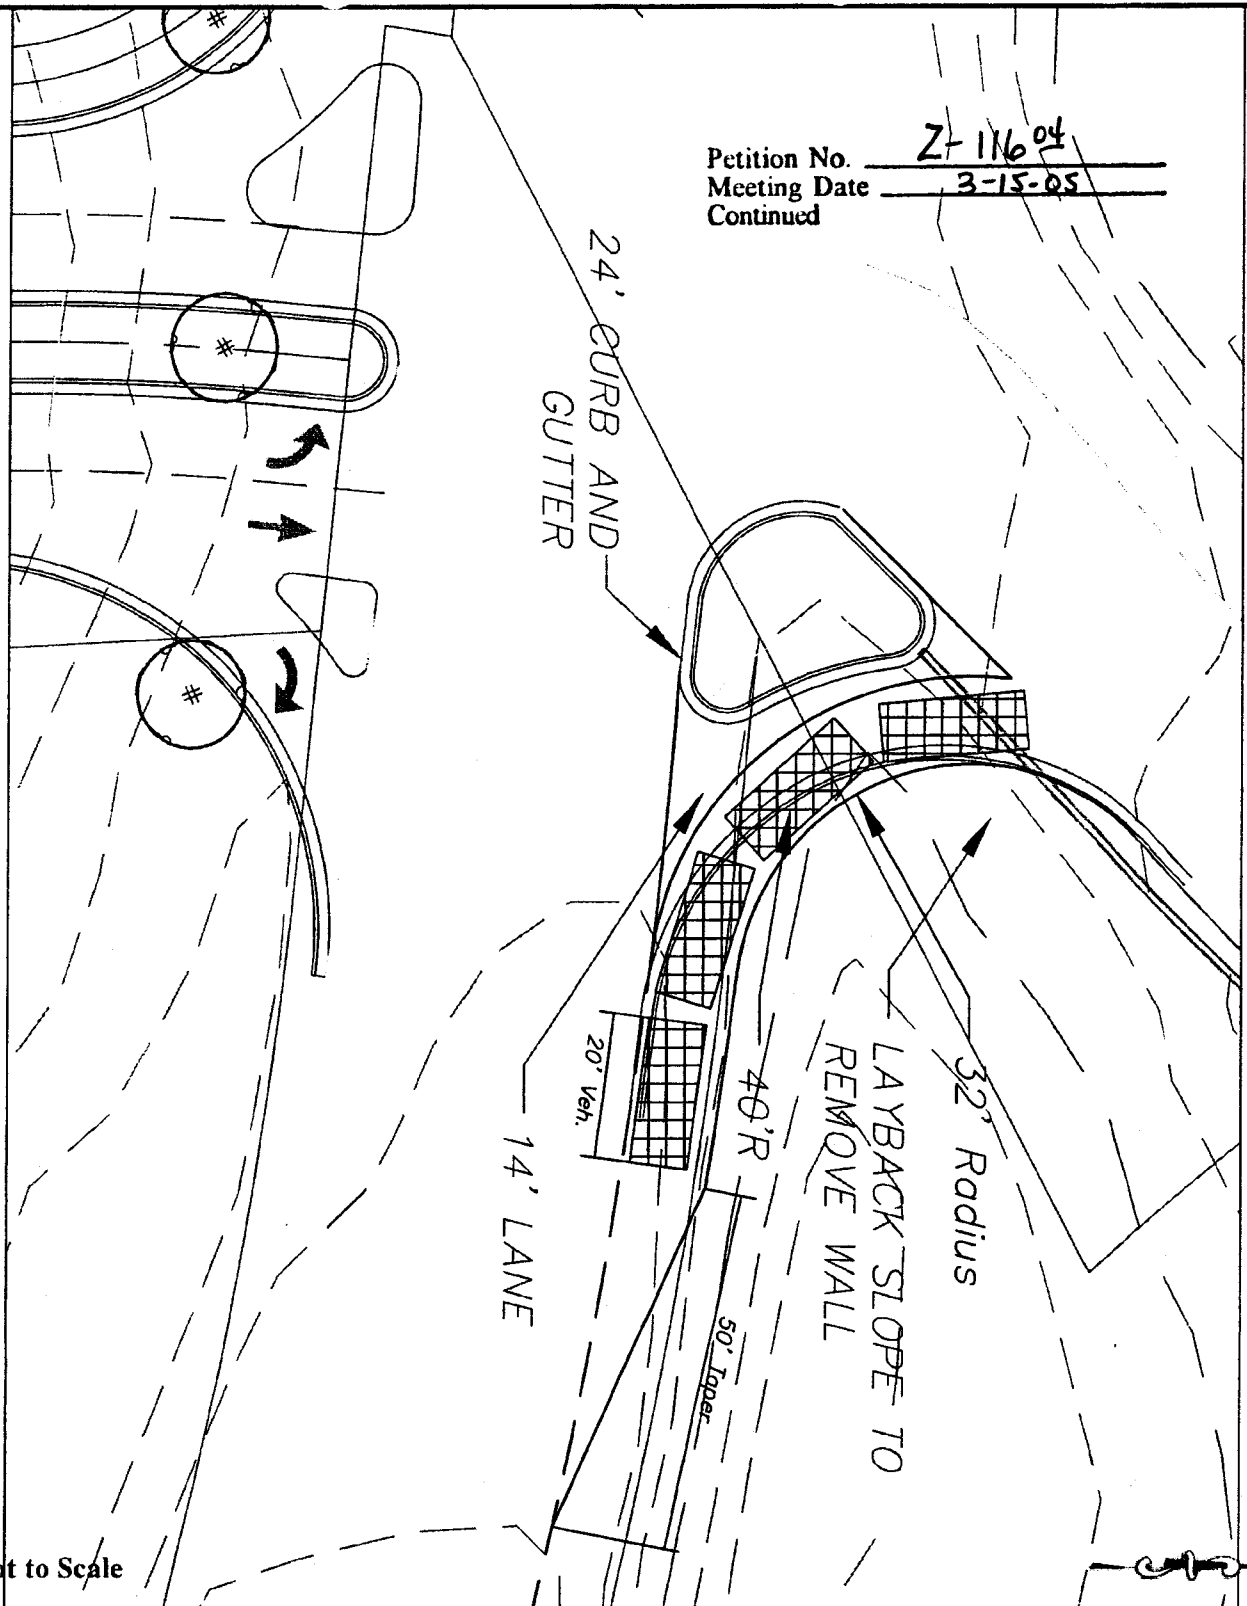 Petition No. Z-116 04
Meeting Date 3-15-05
Continued
24' CURB AND
GUTTER
32' Radius
LAYBACK SLOPE TO
REMOVE WALL
40'R
20' Veh.
14' LANE
50' Taper
to Scale